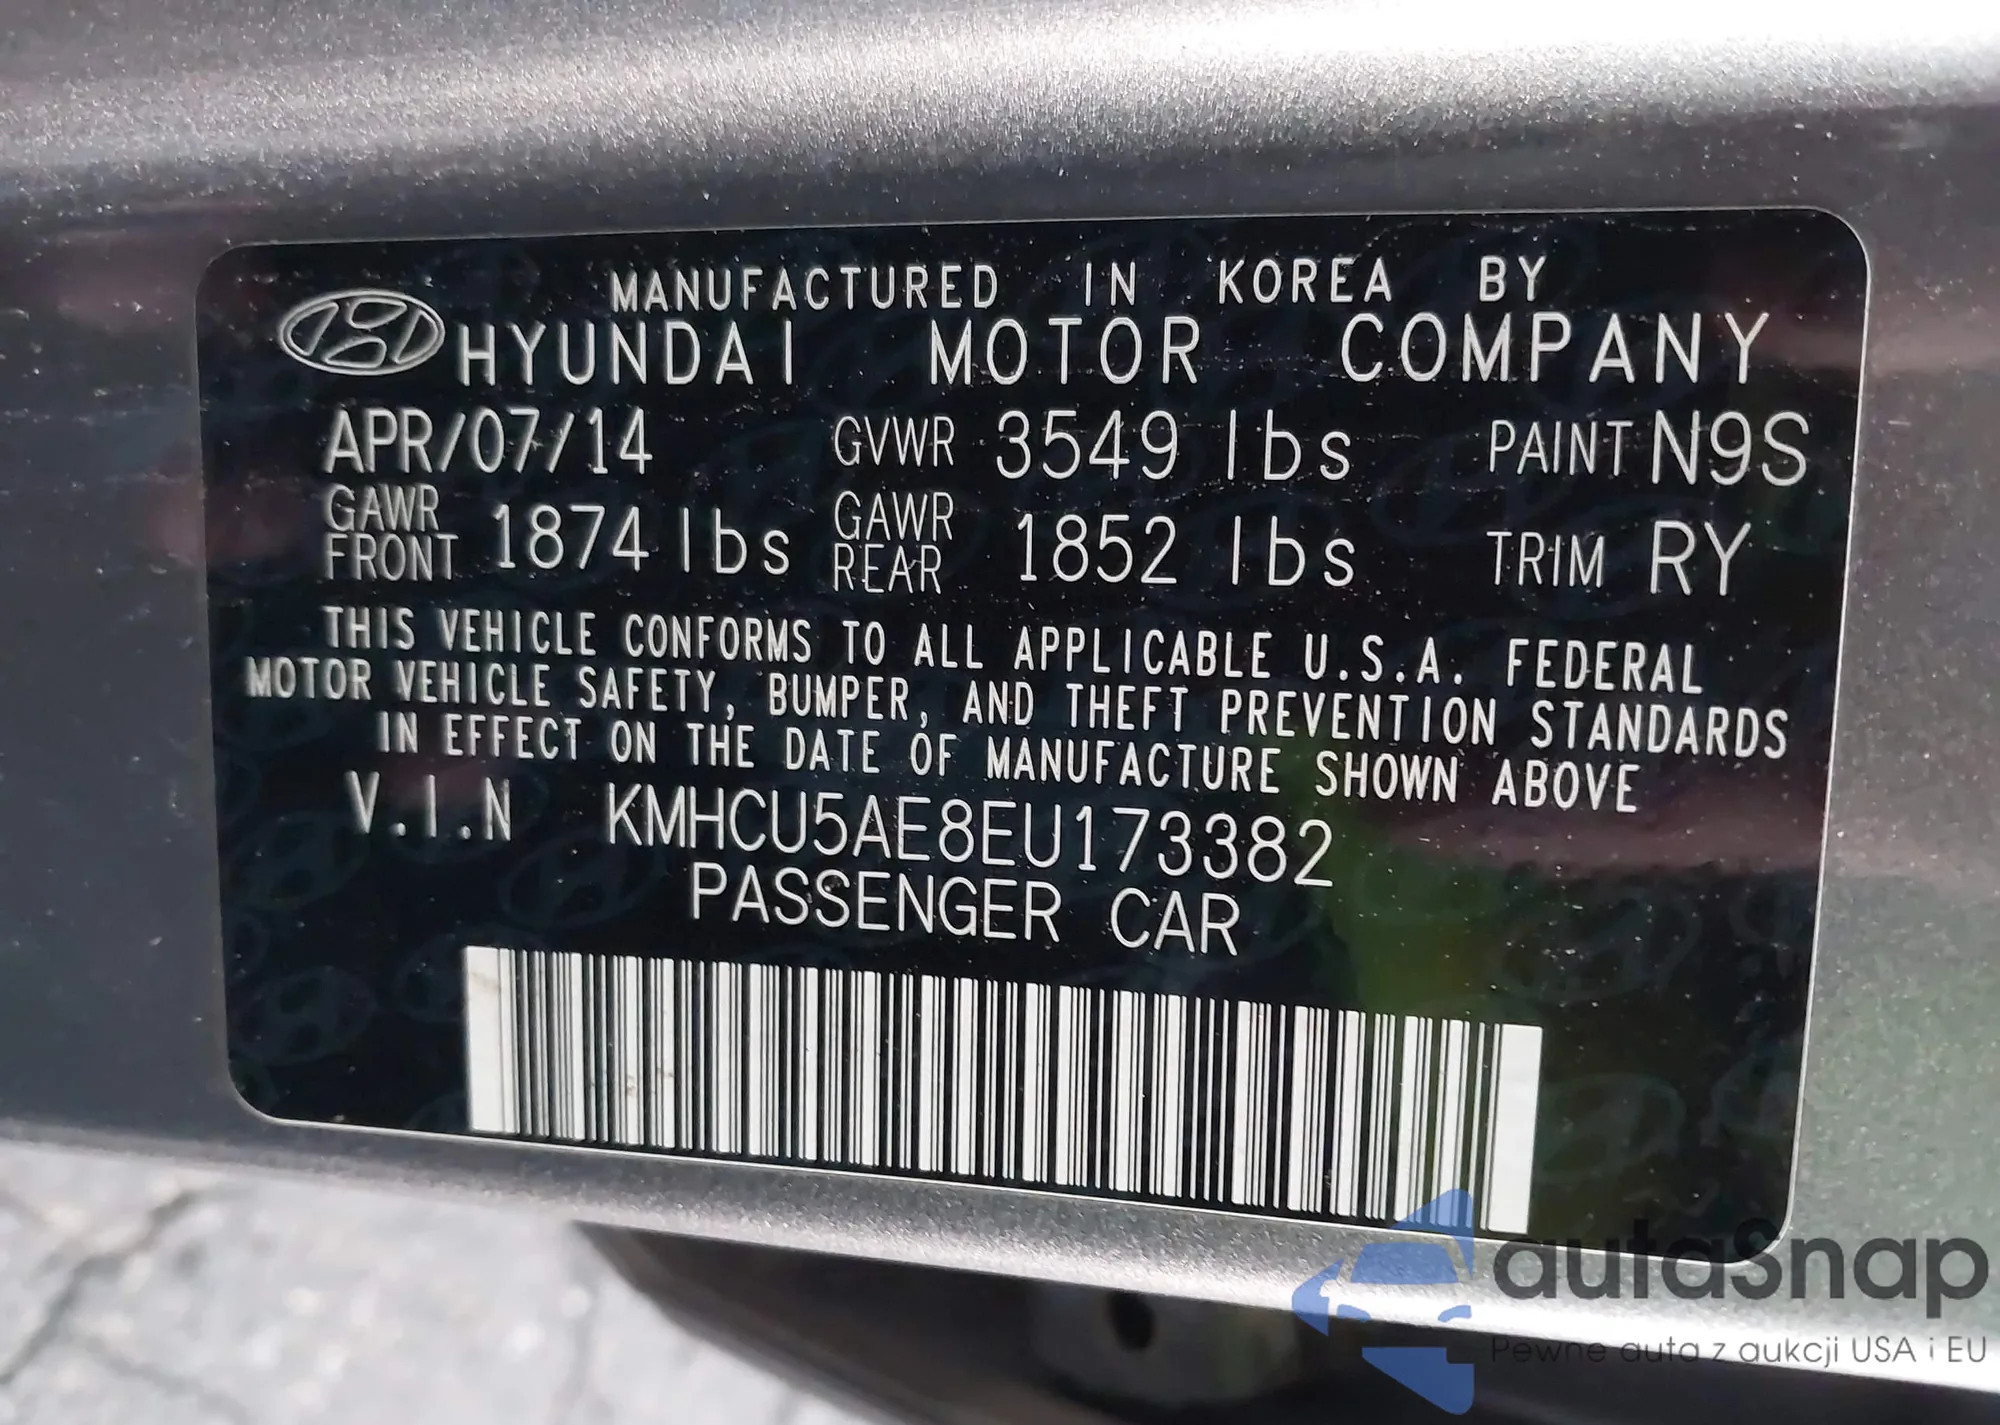 MANUFACTURED IN KOREA BY
HYUNDAI MOTOR COMPANY
APR/07/14 GVWR 3549 lbs PAINT N9S
GAWR FRONT 1874 lbs GAWR REAR 1852 lbs TRIM RY
THIS VEHICLE CONFORMS TO ALL APPLICABLE U.S.A. FEDERAL
MOTOR VEHICLE SAFETY, BUMPER, AND THEFT PREVENTION STANDARDS
IN EFFECT ON THE DATE OF MANUFACTURE SHOWN ABOVE
V.I.N KMHCU5AE8EU173382
PASSENGER CAR
autaSnap
Pewne auta z aukcji USA i EU